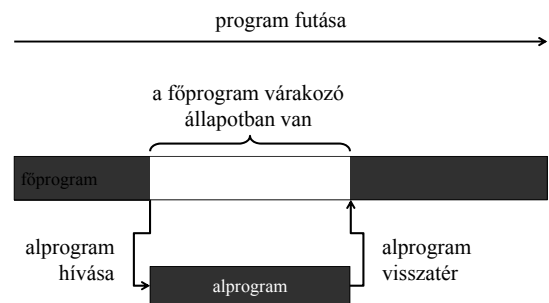 program futása
a főprogram várakozó
állapotban van
főprogram
alprogram
hívása
alprogram
alprogram
visszatér